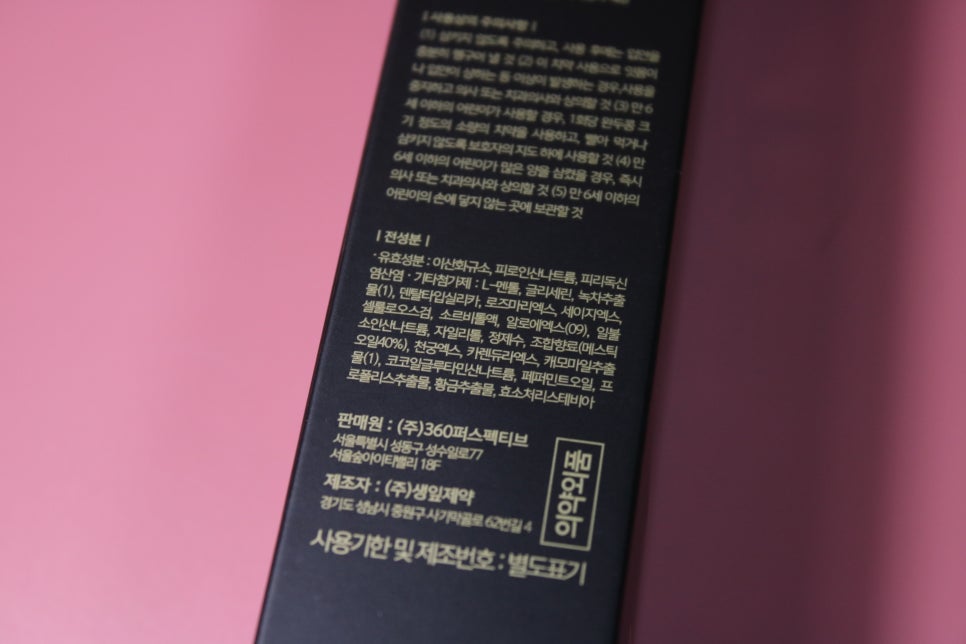 | 사용상의 주의사항 |
(1) 삼키지 않도록 주의하고, 사용 후에는 입안을
충분히 헹구어 낼 것 (2) 이 치약 사용으로 잇몸이
나 입안이 상하는 등 이상이 발생하는 경우,사용을
중지하고 의사 또는 치과의사와 상의할 것 (3) 만 6
세 이하의 어린이가 사용할 경우, 1회당 완두콩 크
기 정도의 소량의 치약을 사용하고, 빨아 먹거나
삼키지 않도록 보호자의 지도 하에 사용할 것 (4) 만
6세 이하의 어린이가 많은 양을 삼켰을 경우, 즉시
의사 또는 치과의사와 상의할 것 (5) 만 6세 이하의
어린이의 손에 닿지 않는 곳에 보관할 것
| 전성분 |
· 유효성분 : 이산화규소, 피로인산나트륨, 피리독신
염산염 · 기타첨가제 : L-멘톨, 글리세린, 녹차추출
물(1), 덴탈타입실리카, 로즈마리엑스, 세이지엑스,
셀룰로오스검, 소르비톨액, 알로에엑스(09), 일불
소인산나트륨, 자일리톨, 정제수, 조합향료(메스틱
오일40%), 천궁엑스, 카렌듀라엑스, 캐모마일추출
물(1), 코코일글루타민산나트륨, 페퍼민트오일, 프
로폴리스추출물, 황금추출물, 효소처리스테비아
판매원 : (주)360퍼스펙티브
서울특별시 성동구 성수일로77
서울숲아이티밸리 18F
제조자 : (주)생잎제약
경기도 성남시 중원구 사기막골로 62번길 4
의약외품
사용기한 및 제조번호 : 별도표기